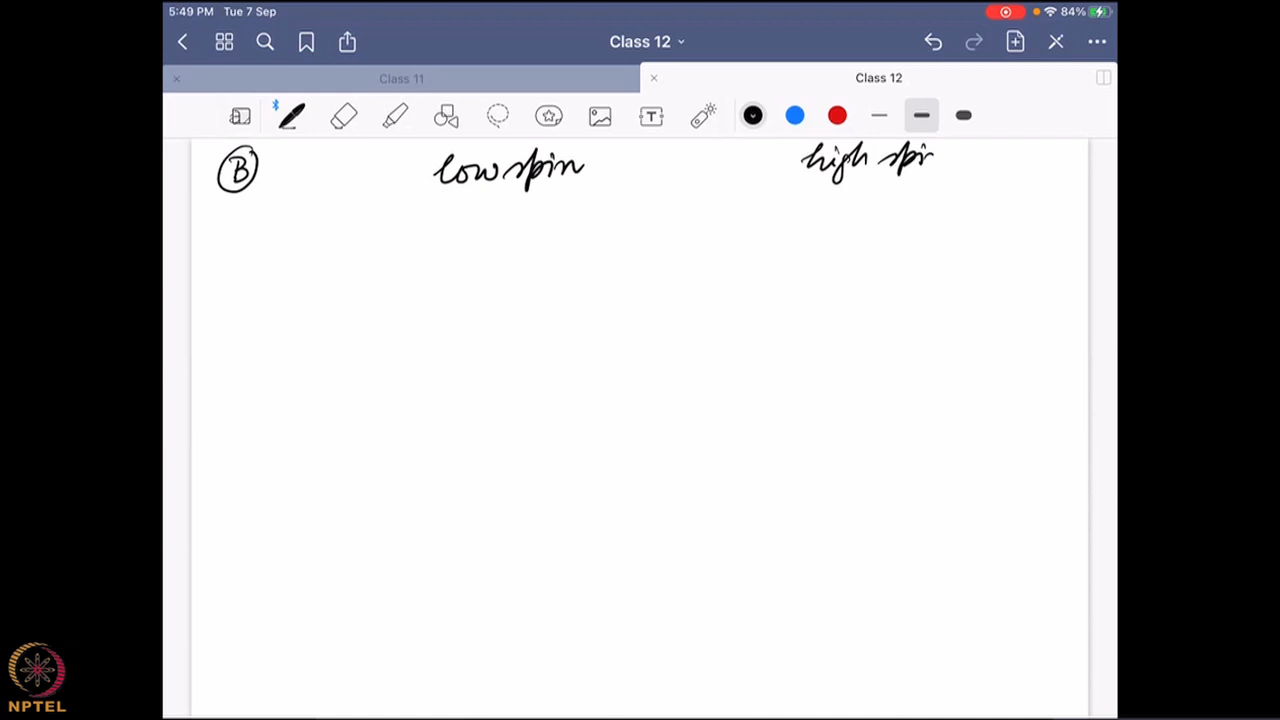 5:49 PM Tue 7 Sep 84%
Class 12
Class 11 Class 12
T
B low spin high spi
NPTEL